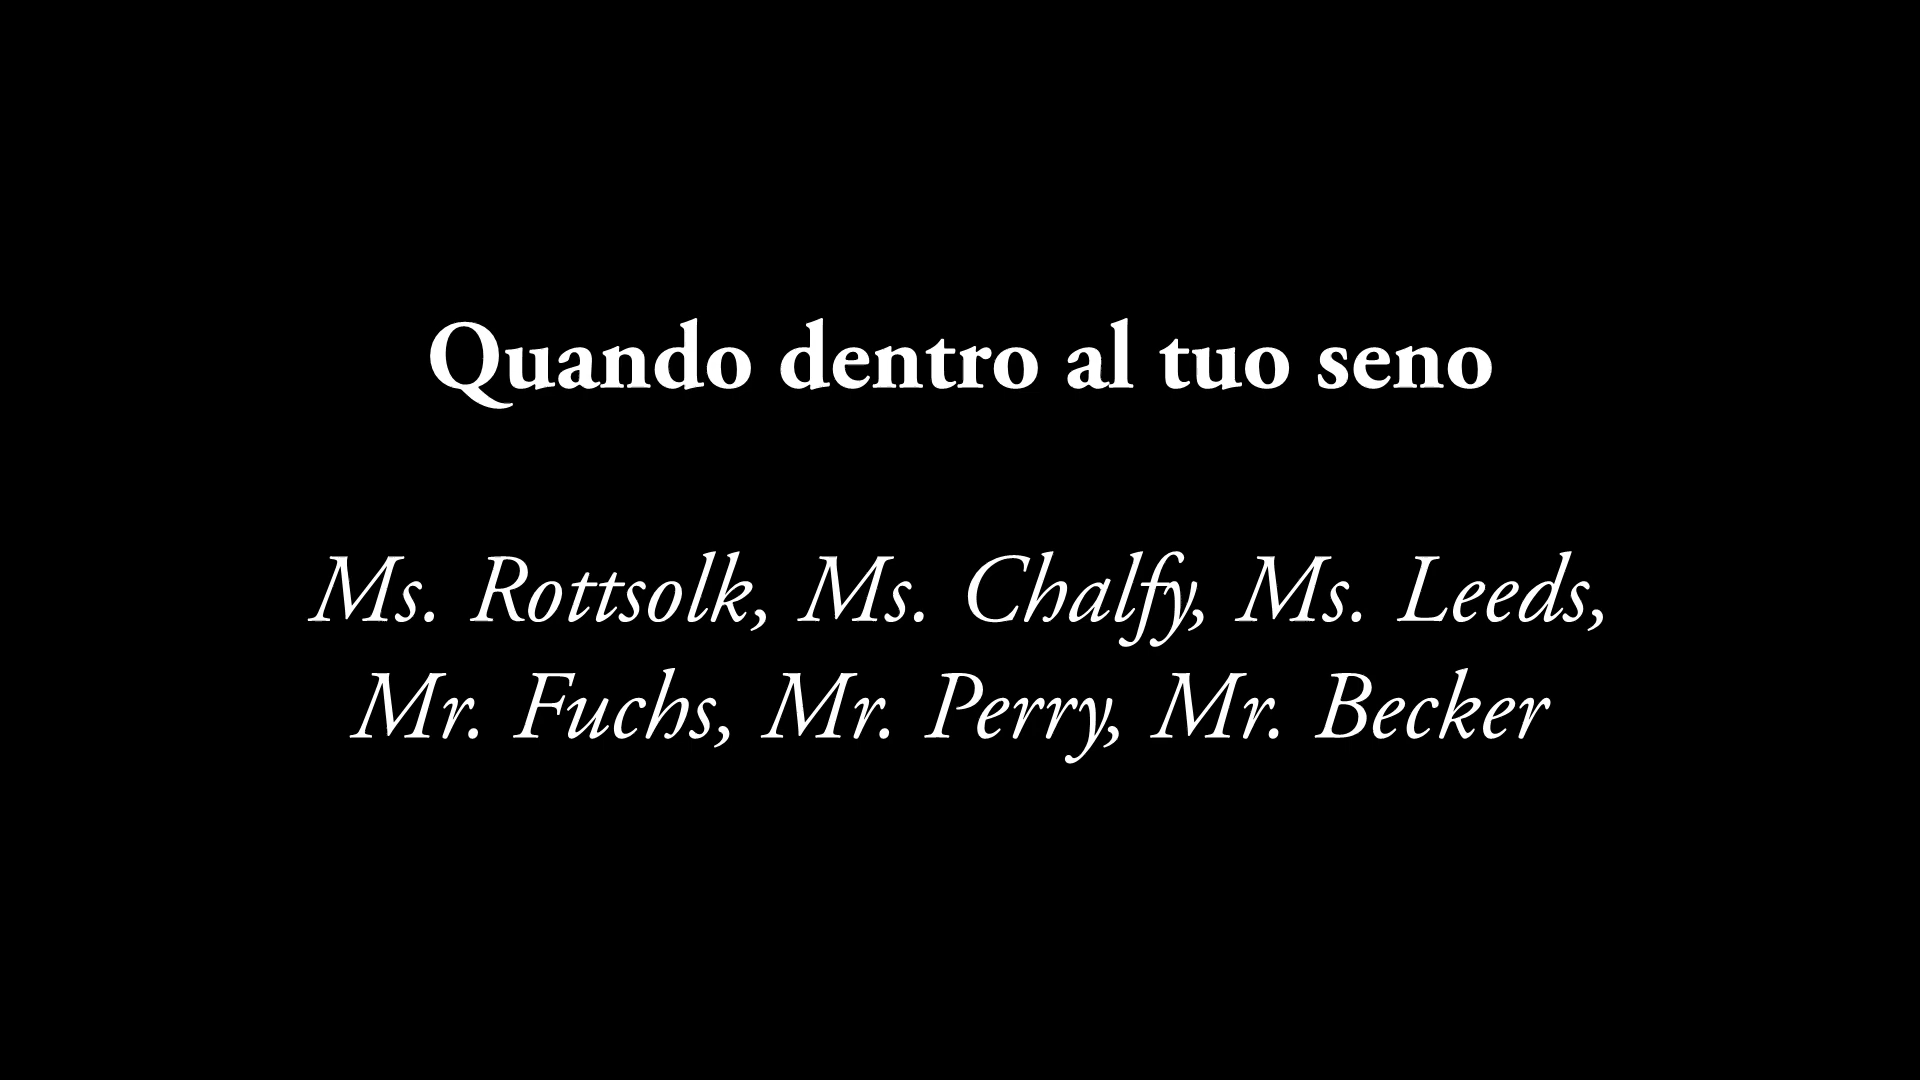 Quando dentro al tuo seno
Ms. Rottsolk, Ms. Chalfy, Ms. Leeds,
Mr. Fuchs, Mr. Perry, Mr. Becker